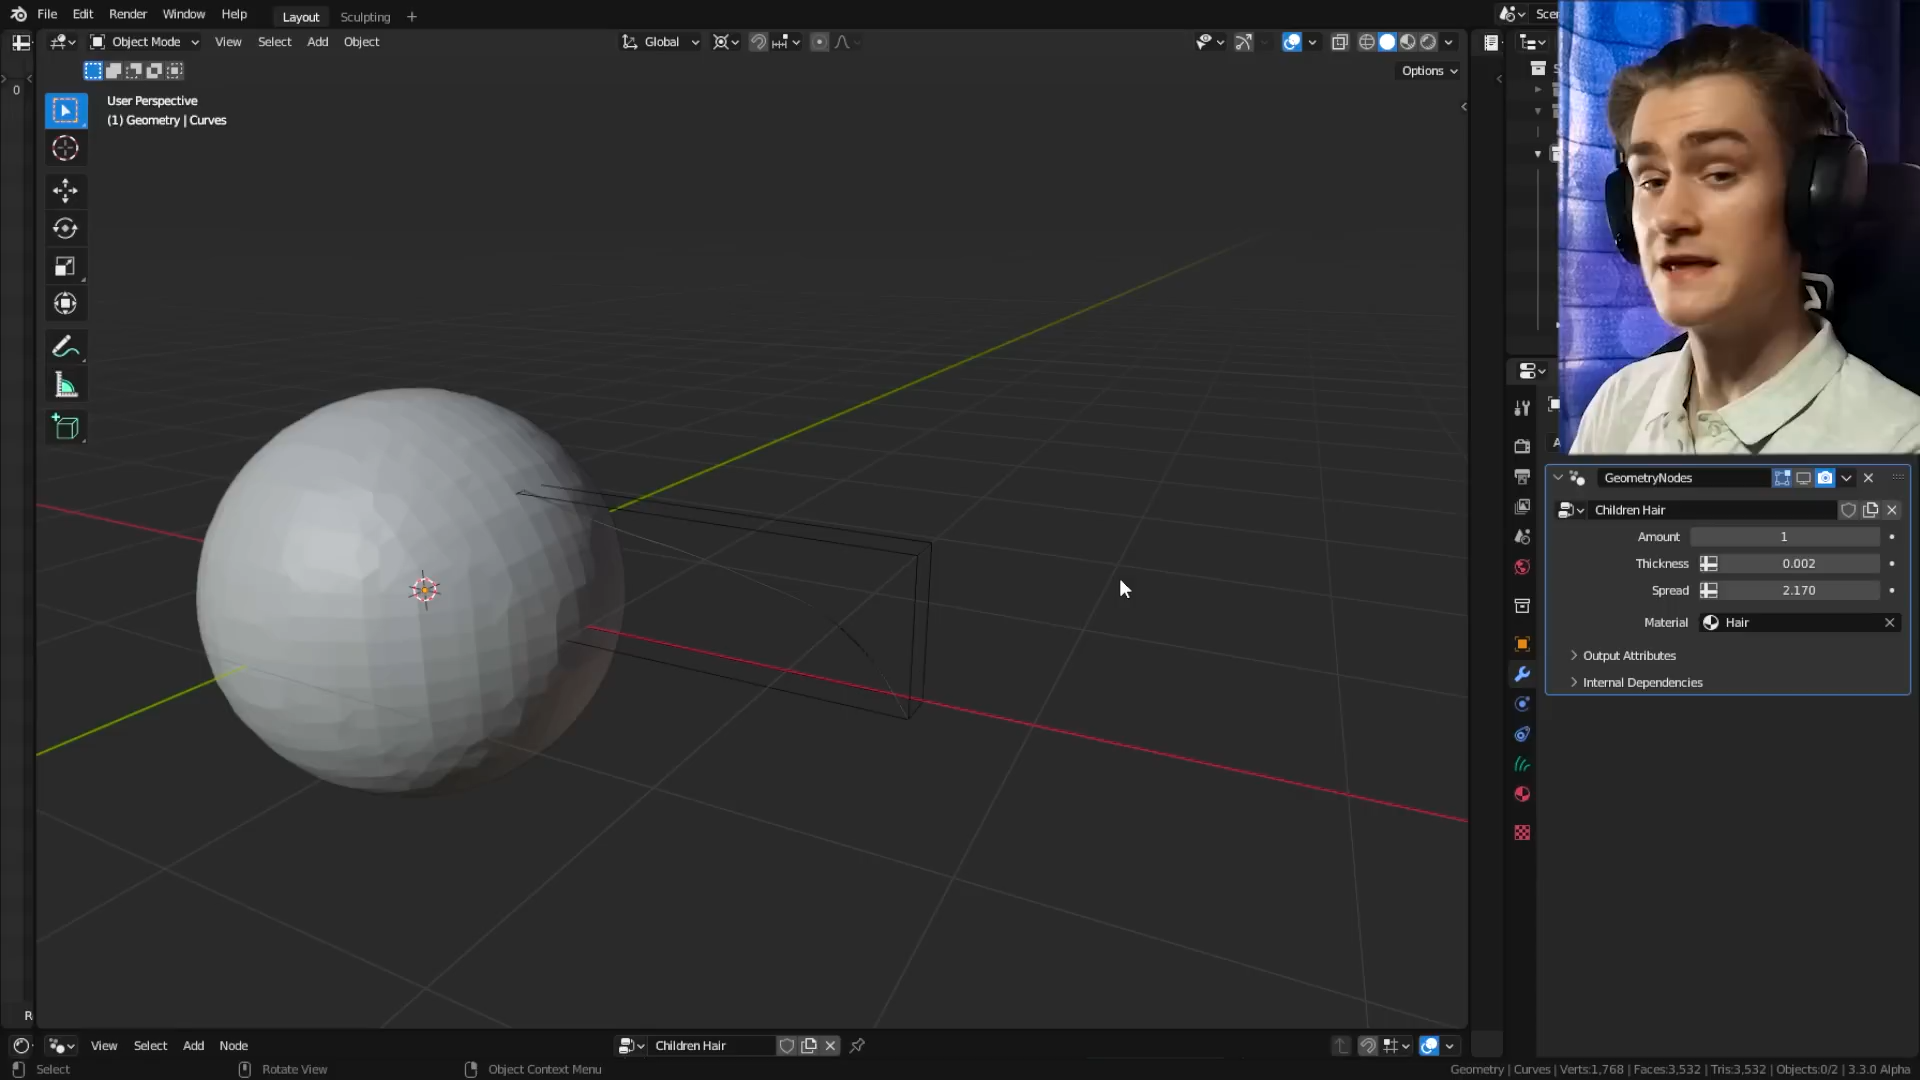 File Edit Render Window Help Layout Sculpting +
Object Mode View Select Add Object Global
Options
0
User Perspective
(1) Geometry | Curves
GeometryNodes
Children Hair
Amount 1
Thickness 0.002
Spread 2.170
Material Hair
Output Attributes
Internal Dependencies
View Select Add Node Children Hair
Select Rotate View Object Context Menu Geometry | Curves | Verts:1,768 | Faces:3,532 | Tris:3,532 | Objects:0/2 | 3.3.0 Alpha